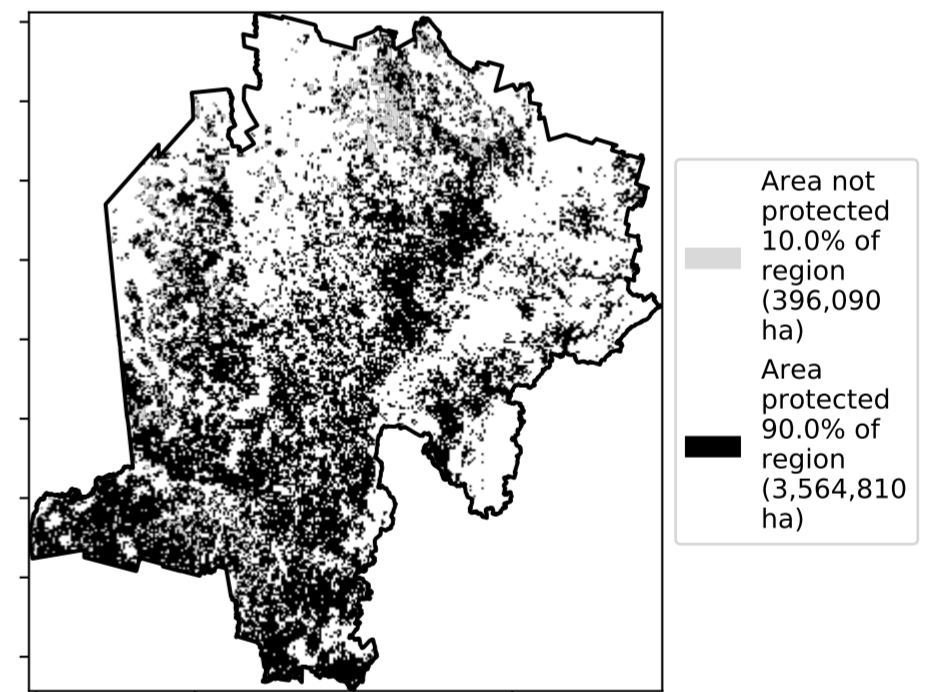 Area not
protected
10.0% of
region
(396,090
ha)
Area
protected
90.0% of
region
(3,564,810
ha)